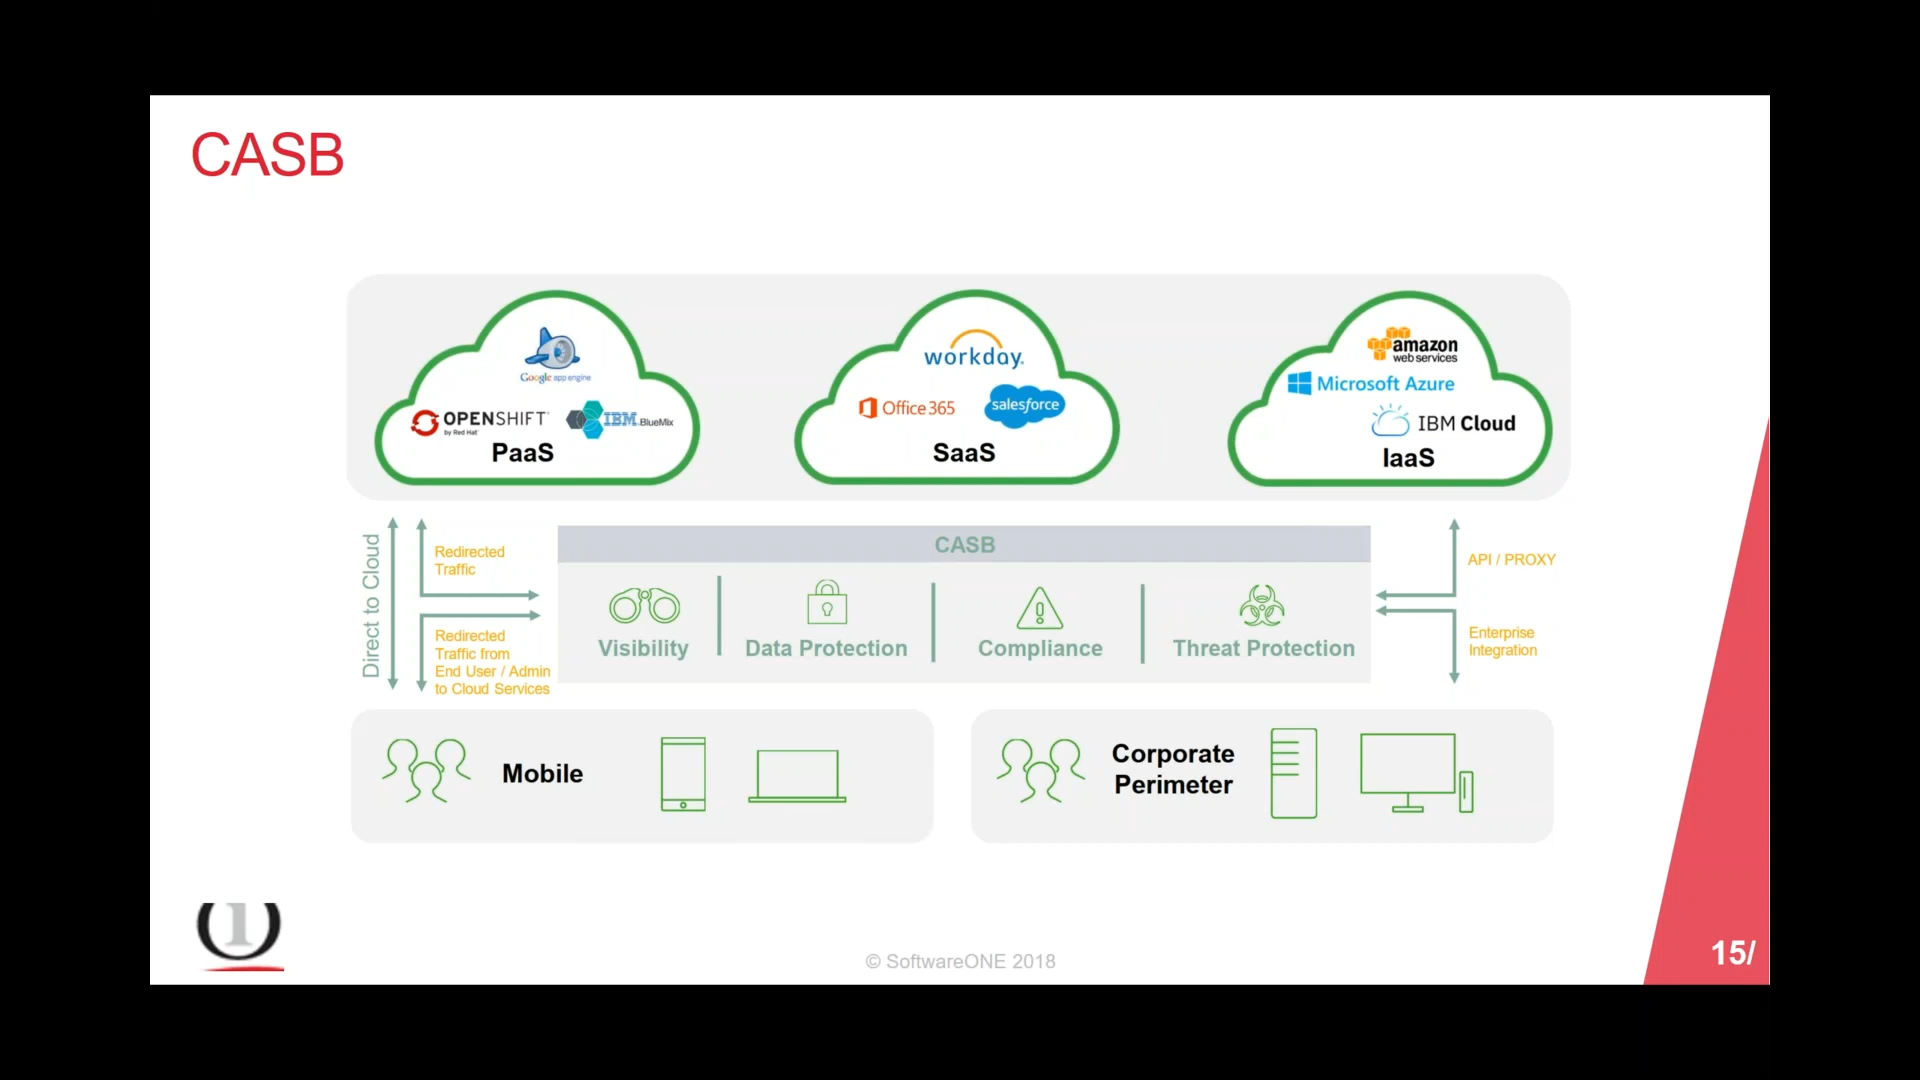 CASB
Google app engine
OPENSHIFT
by Red Hat
IBM BlueMix
PaaS
workday.
Office 365
salesforce
SaaS
amazon
web services
Microsoft Azure
IBM Cloud
IaaS
Direct to Cloud
Redirected
Traffic
Redirected
Traffic from
End User / Admin
to Cloud Services
CASB
Visibility
Data Protection
Compliance
Threat Protection
API / PROXY
Enterprise
Integration
Mobile
Corporate
Perimeter
1
© SoftwareONE 2018
15/